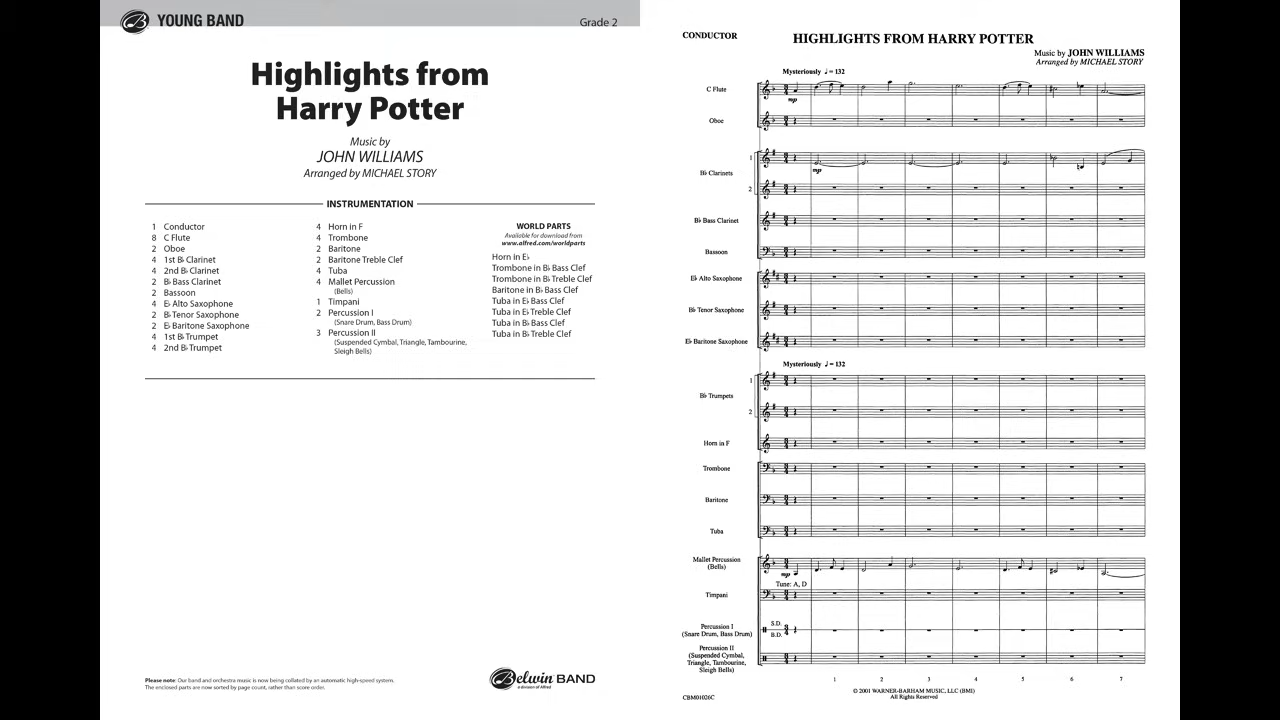 YOUNG BAND
Grade 2
Highlights from
Harry Potter
Music by
JOHN WILLIAMS
Arranged by MICHAEL STORY
INSTRUMENTATION
1 Conductor
8 C Flute
2 Oboe
4 1st B♭ Clarinet
4 2nd B♭ Clarinet
2 B♭ Bass Clarinet
2 Bassoon
4 E♭ Alto Saxophone
2 B♭ Tenor Saxophone
2 E♭ Baritone Saxophone
4 1st B♭ Trumpet
4 2nd B♭ Trumpet
4 Horn in F
4 Trombone
2 Baritone
2 Baritone Treble Clef
4 Tuba
4 Mallet Percussion
(Bells)
1 Timpani
2 Percussion I
(Snare Drum, Bass Drum)
3 Percussion II
(Suspended Cymbal, Triangle, Tambourine,
Sleigh Bells)
WORLD PARTS
Available for download from
www.alfred.com/worldparts
Horn in E♭
Trombone in B♭ Bass Clef
Trombone in B♭ Treble Clef
Baritone in B♭ Bass Clef
Tuba in E♭ Bass Clef
Tuba in E♭ Treble Clef
Tuba in B♭ Bass Clef
Tuba in B♭ Treble Clef
Please note: Our band and orchestra music is now being collated by an automatic high-speed system.
The enclosed parts are now sorted by page count, rather than score order.
Belwin BAND
a division of Alfred
CONDUCTOR
HIGHLIGHTS FROM HARRY POTTER
Music by JOHN WILLIAMS
Arranged by MICHAEL STORY
Mysteriously ♩ = 132
C Flute
mp
Oboe
1
B♭ Clarinets
mp
2
B♭ Bass Clarinet
Bassoon
E♭ Alto Saxophone
B♭ Tenor Saxophone
E♭ Baritone Saxophone
Mysteriously ♩ = 132
1
B♭ Trumpets
2
Horn in F
Trombone
Baritone
Tuba
Mallet Percussion
(Bells)
mp
Tune: A, D
Timpani
S.D.
Percussion I
(Snare Drum, Bass Drum)
B.D.
Percussion II
(Suspended Cymbal,
Triangle, Tambourine,
Sleigh Bells)
1 2 3 4 5 6 7
CBM01026C
© 2001 WARNER-BARHAM MUSIC, LLC (BMI)
All Rights Reserved